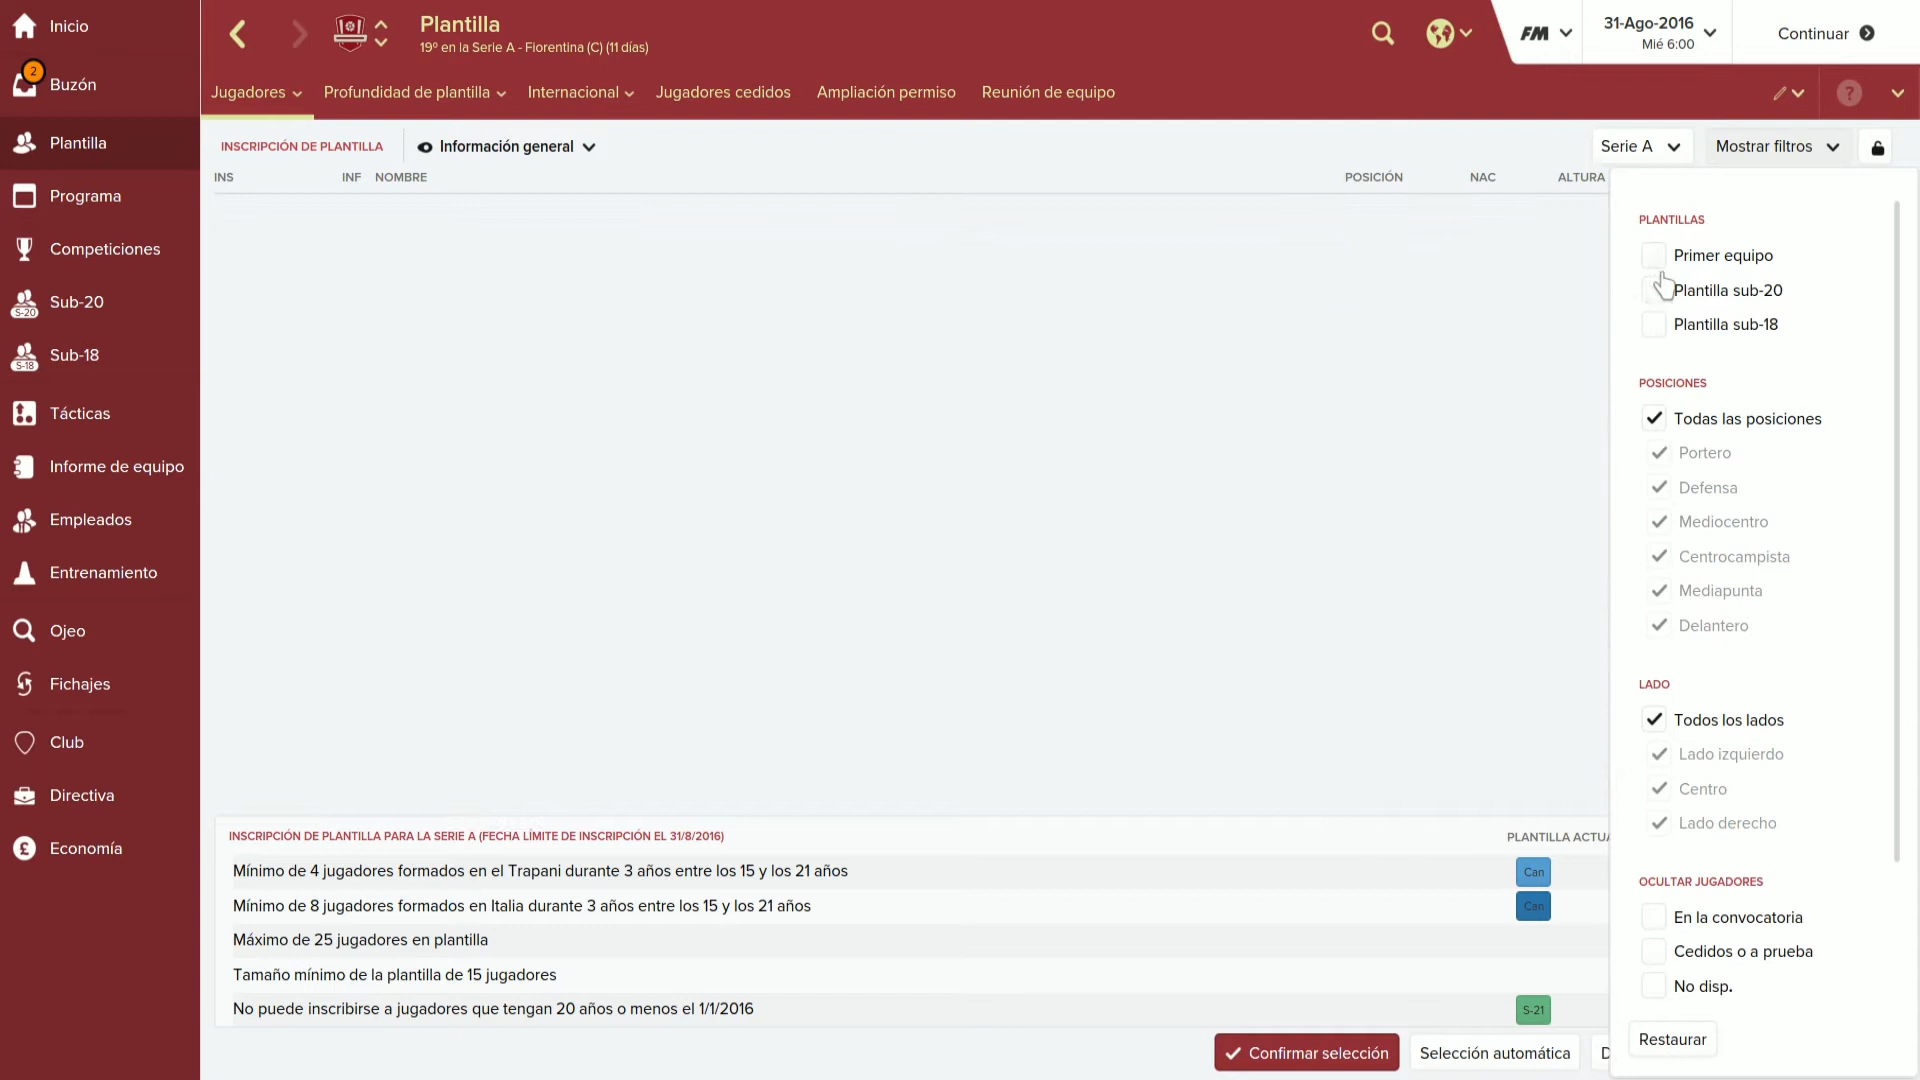 Inicio
2
Buzón
Plantilla
Programa
Competiciones
S-20
Sub-20
S-18
Sub-18
Tácticas
Informe de equipo
Empleados
Entrenamiento
Ojeo
Fichajes
Club
Directiva
Economía
Plantilla
19º en la Serie A - Fiorentina (C) (11 días)
FM
31-Ago-2016
Mié 6:00
Continuar
Jugadores
Profundidad de plantilla
Internacional
Jugadores cedidos
Ampliación permiso
Reunión de equipo
?
INSCRIPCIÓN DE PLANTILLA
Información general
Serie A
Mostrar filtros
INS
INF
NOMBRE
POSICIÓN
NAC
ALTURA
PLANTILLAS
Primer equipo
Plantilla sub-20
Plantilla sub-18
POSICIONES
Todas las posiciones
Portero
Defensa
Mediocentro
Centrocampista
Mediapunta
Delantero
LADO
Todos los lados
Lado izquierdo
Centro
Lado derecho
OCULTAR JUGADORES
En la convocatoria
Cedidos o a prueba
No disp.
Restaurar
INSCRIPCIÓN DE PLANTILLA PARA LA SERIE A (FECHA LÍMITE DE INSCRIPCIÓN EL 31/8/2016)
PLANTILLA ACTUA
Mínimo de 4 jugadores formados en el Trapani durante 3 años entre los 15 y los 21 años
Can
Mínimo de 8 jugadores formados en Italia durante 3 años entre los 15 y los 21 años
Can
Máximo de 25 jugadores en plantilla
Tamaño mínimo de la plantilla de 15 jugadores
No puede inscribirse a jugadores que tengan 20 años o menos el 1/1/2016
S-21
Confirmar selección
Selección automática